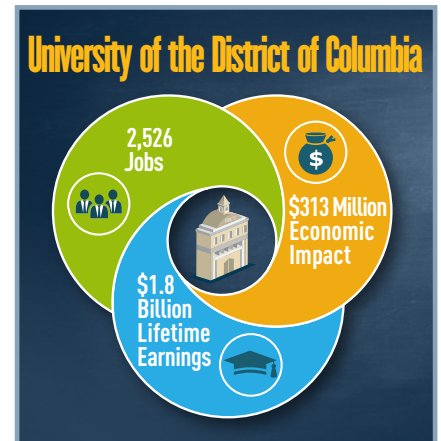 University of the District of Columbia
2,526
Jobs
$
$313 Million
Economic
Impact
$1.8
Billion
Lifetime
Earnings